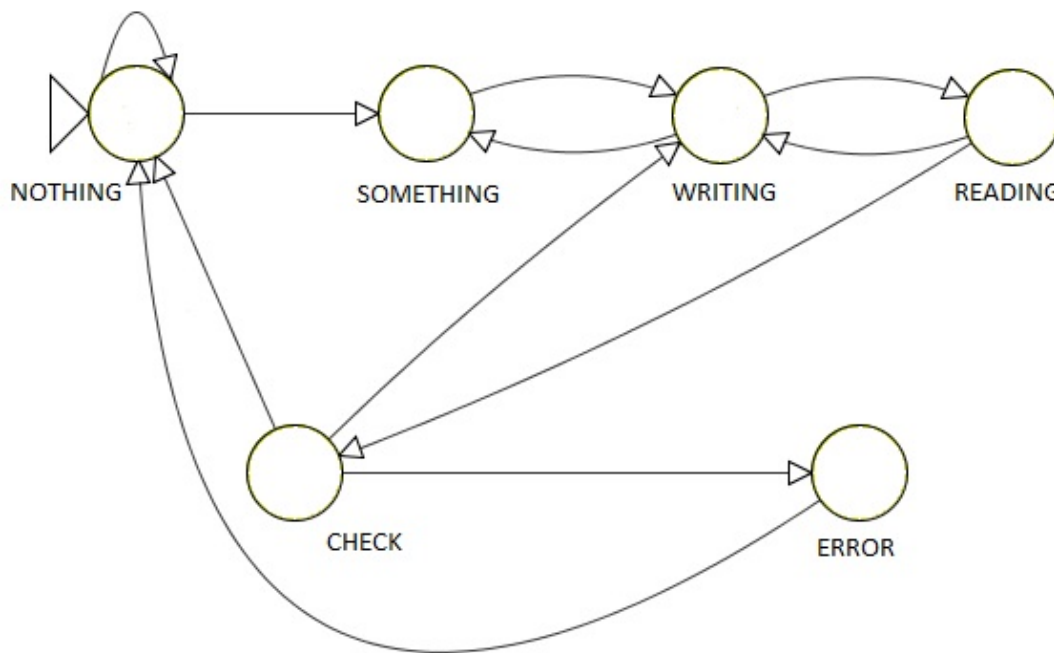 NOTHING
SOMETHING
WRITING
READING
CHECK
ERROR